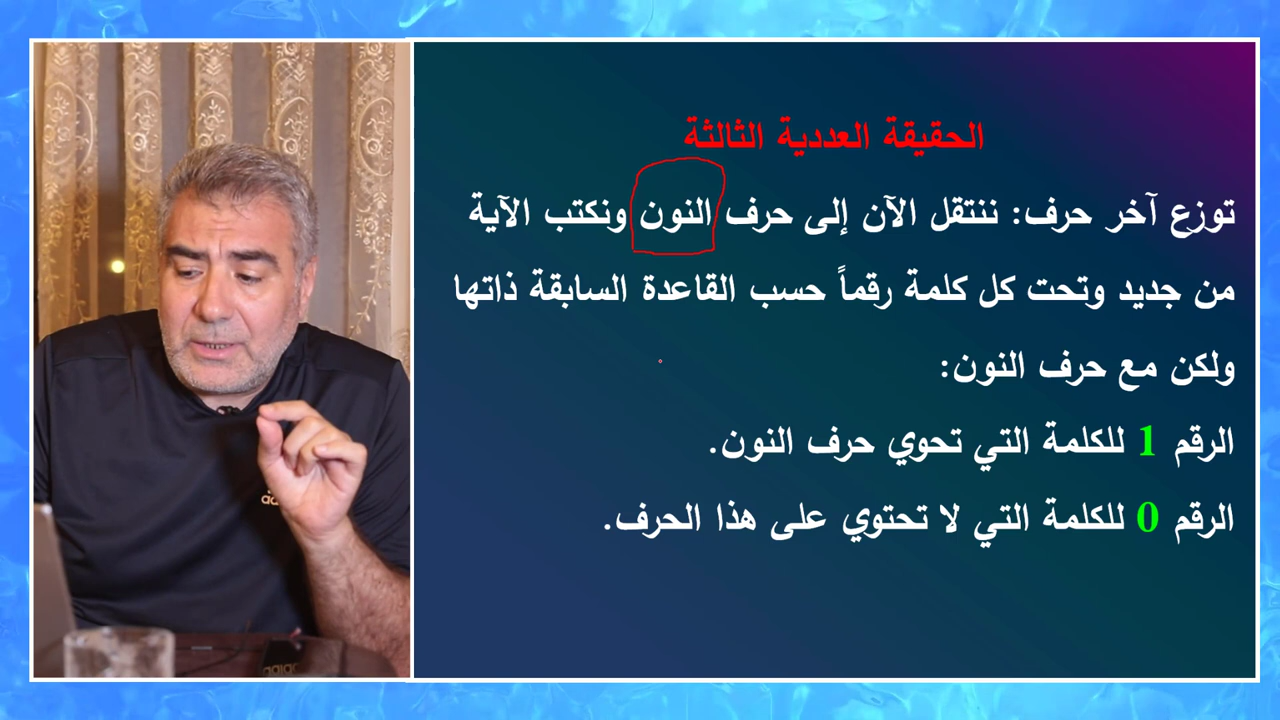 الحقيقة العددية الثالثة
توزع آخر حرف: ننتقل الآن إلى حرف النون ونكتب الآية
من جديد وتحت كل كلمة رقماً حسب القاعدة السابقة ذاتها
ولكن مع حرف النون:
الرقم 1 للكلمة التي تحوي حرف النون.
الرقم 0 للكلمة التي لا تحتوي على هذا الحرف.